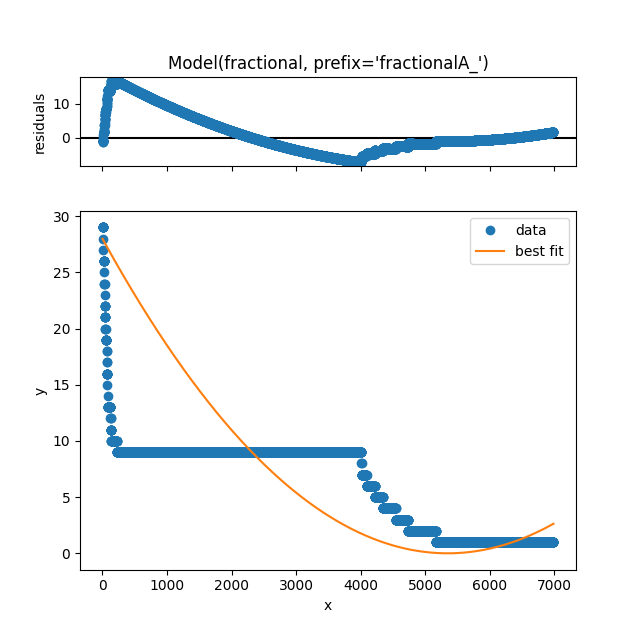 Model(fractional, prefix='fractionalA_')
10
0
residuals
30
25
20
15
10
5
0
y
data
best fit
0 1000 2000 3000 4000 5000 6000 7000
x